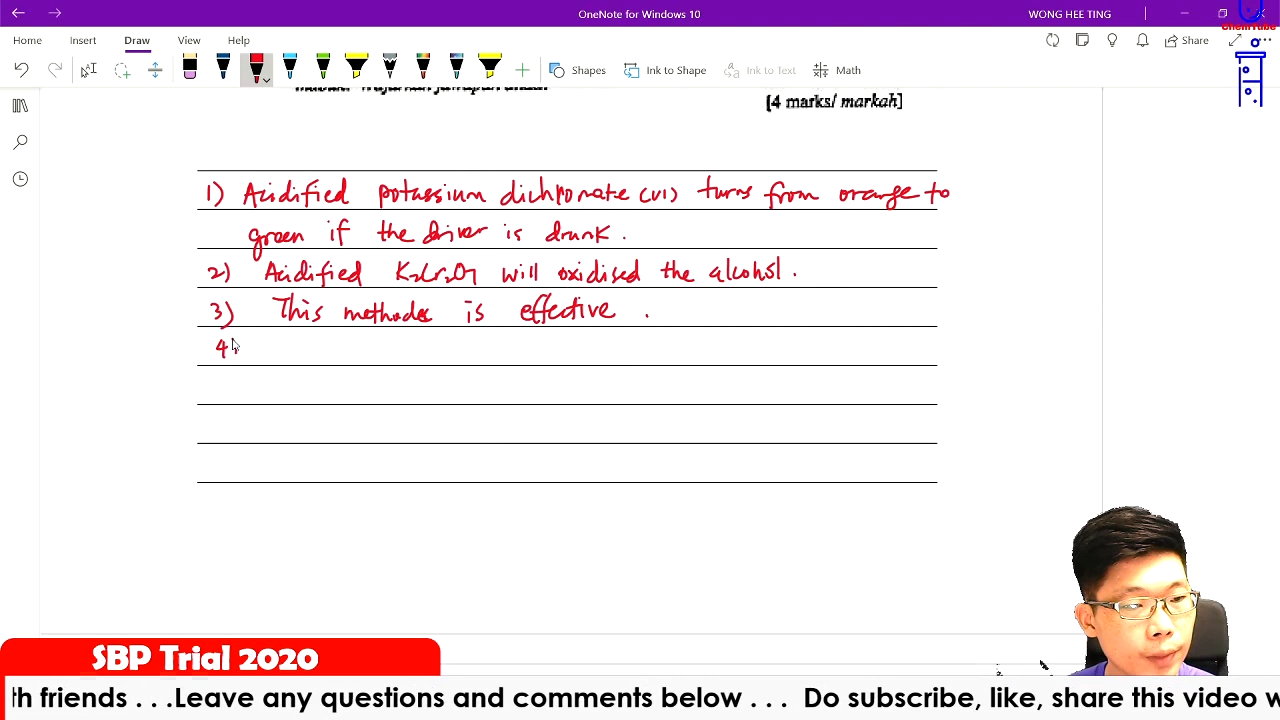 OneNote for Windows 10
WONG HEE TING
ChemTube
Home Insert Draw View Help
Share
Shapes
Ink to Shape
Ink to Text
Math
[4 marks/ markah]
1) Acidified potassium dichromate (VI) turns from orange to
green if the driver is drunk.
2) Acidified K2Cr2O7 will oxidised the alcohol.
3) This methods is effective.
4)
SBP Trial 2020
th friends . . .Leave any questions and comments below . . . Do subscribe, like, share this video w